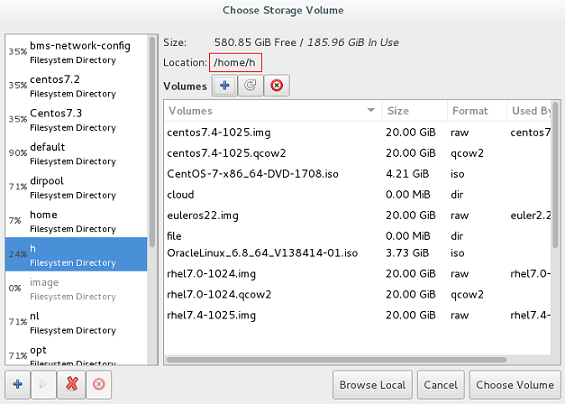 Choose Storage Volume
35%
bms-network-config
Filesystem Directory
35%
centos7.2
Filesystem Directory
35%
Centos7.3
Filesystem Directory
90%
default
Filesystem Directory
71%
dirpool
Filesystem Directory
7%
home
Filesystem Directory
24%
h
Filesystem Directory
0%
image
Filesystem Directory
71%
nl
Filesystem Directory
71%
opt
Filesystem Directory
Size: 580.85 GiB Free / 185.96 GiB In Use
Location: /home/h
Volumes
Volumes Size Format Used By
centos7.4-1025.img 20.00 GiB raw centos7
centos7.4-1025.qcow2 20.00 GiB qcow2
CentOS-7-x86_64-DVD-1708.iso 4.21 GiB iso
cloud 0.00 MiB dir
euleros22.img 20.00 GiB raw euler2.2
file 0.00 MiB dir
OracleLinux_6.8_64_V138414-01.iso 3.73 GiB iso
rhel7.0-1024.img 20.00 GiB raw rhel7.0-
rhel7.0-1024.qcow2 20.00 GiB qcow2
rhel7.4-1025.img 20.00 GiB raw rhel7.4-
Browse Local Cancel Choose Volume